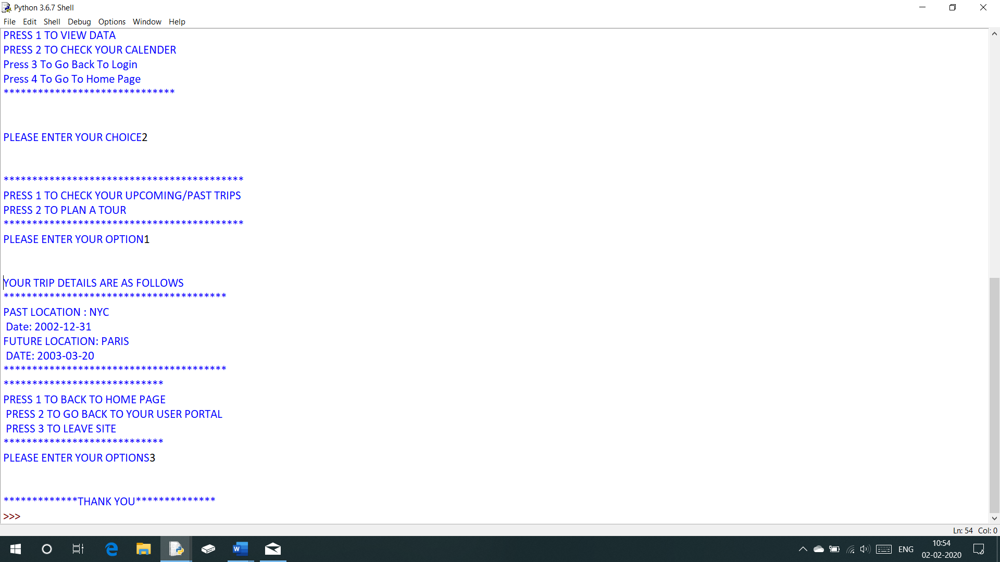 Python 3.6.7 Shell
File Edit Shell Debug Options Window Help
PRESS 1 TO VIEW DATA
PRESS 2 TO CHECK YOUR CALENDER
Press 3 To Go Back To Login
Press 4 To Go To Home Page
******************************
PLEASE ENTER YOUR CHOICE2
******************************************
PRESS 1 TO CHECK YOUR UPCOMING/PAST TRIPS
PRESS 2 TO PLAN A TOUR
******************************************
PLEASE ENTER YOUR OPTION1
YOUR TRIP DETAILS ARE AS FOLLOWS
***************************************
PAST LOCATION : NYC
Date: 2002-12-31
FUTURE LOCATION: PARIS
DATE: 2003-03-20
***************************************
****************************
PRESS 1 TO BACK TO HOME PAGE
PRESS 2 TO GO BACK TO YOUR USER PORTAL
PRESS 3 TO LEAVE SITE
****************************
PLEASE ENTER YOUR OPTIONS3
*************THANK YOU**************
>>>
Ln: 54 Col: 0
ENG
10:54
02-02-2020